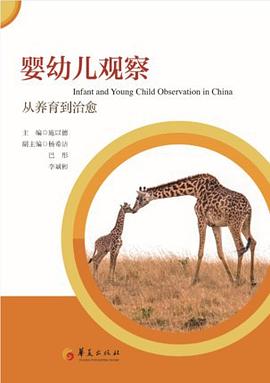 婴幼儿观察
Infant and Young Child Observation in China
从养育到治愈
主 编 施以德
副主编 杨希洁
巴 彤
李斌彬
华夏出版社